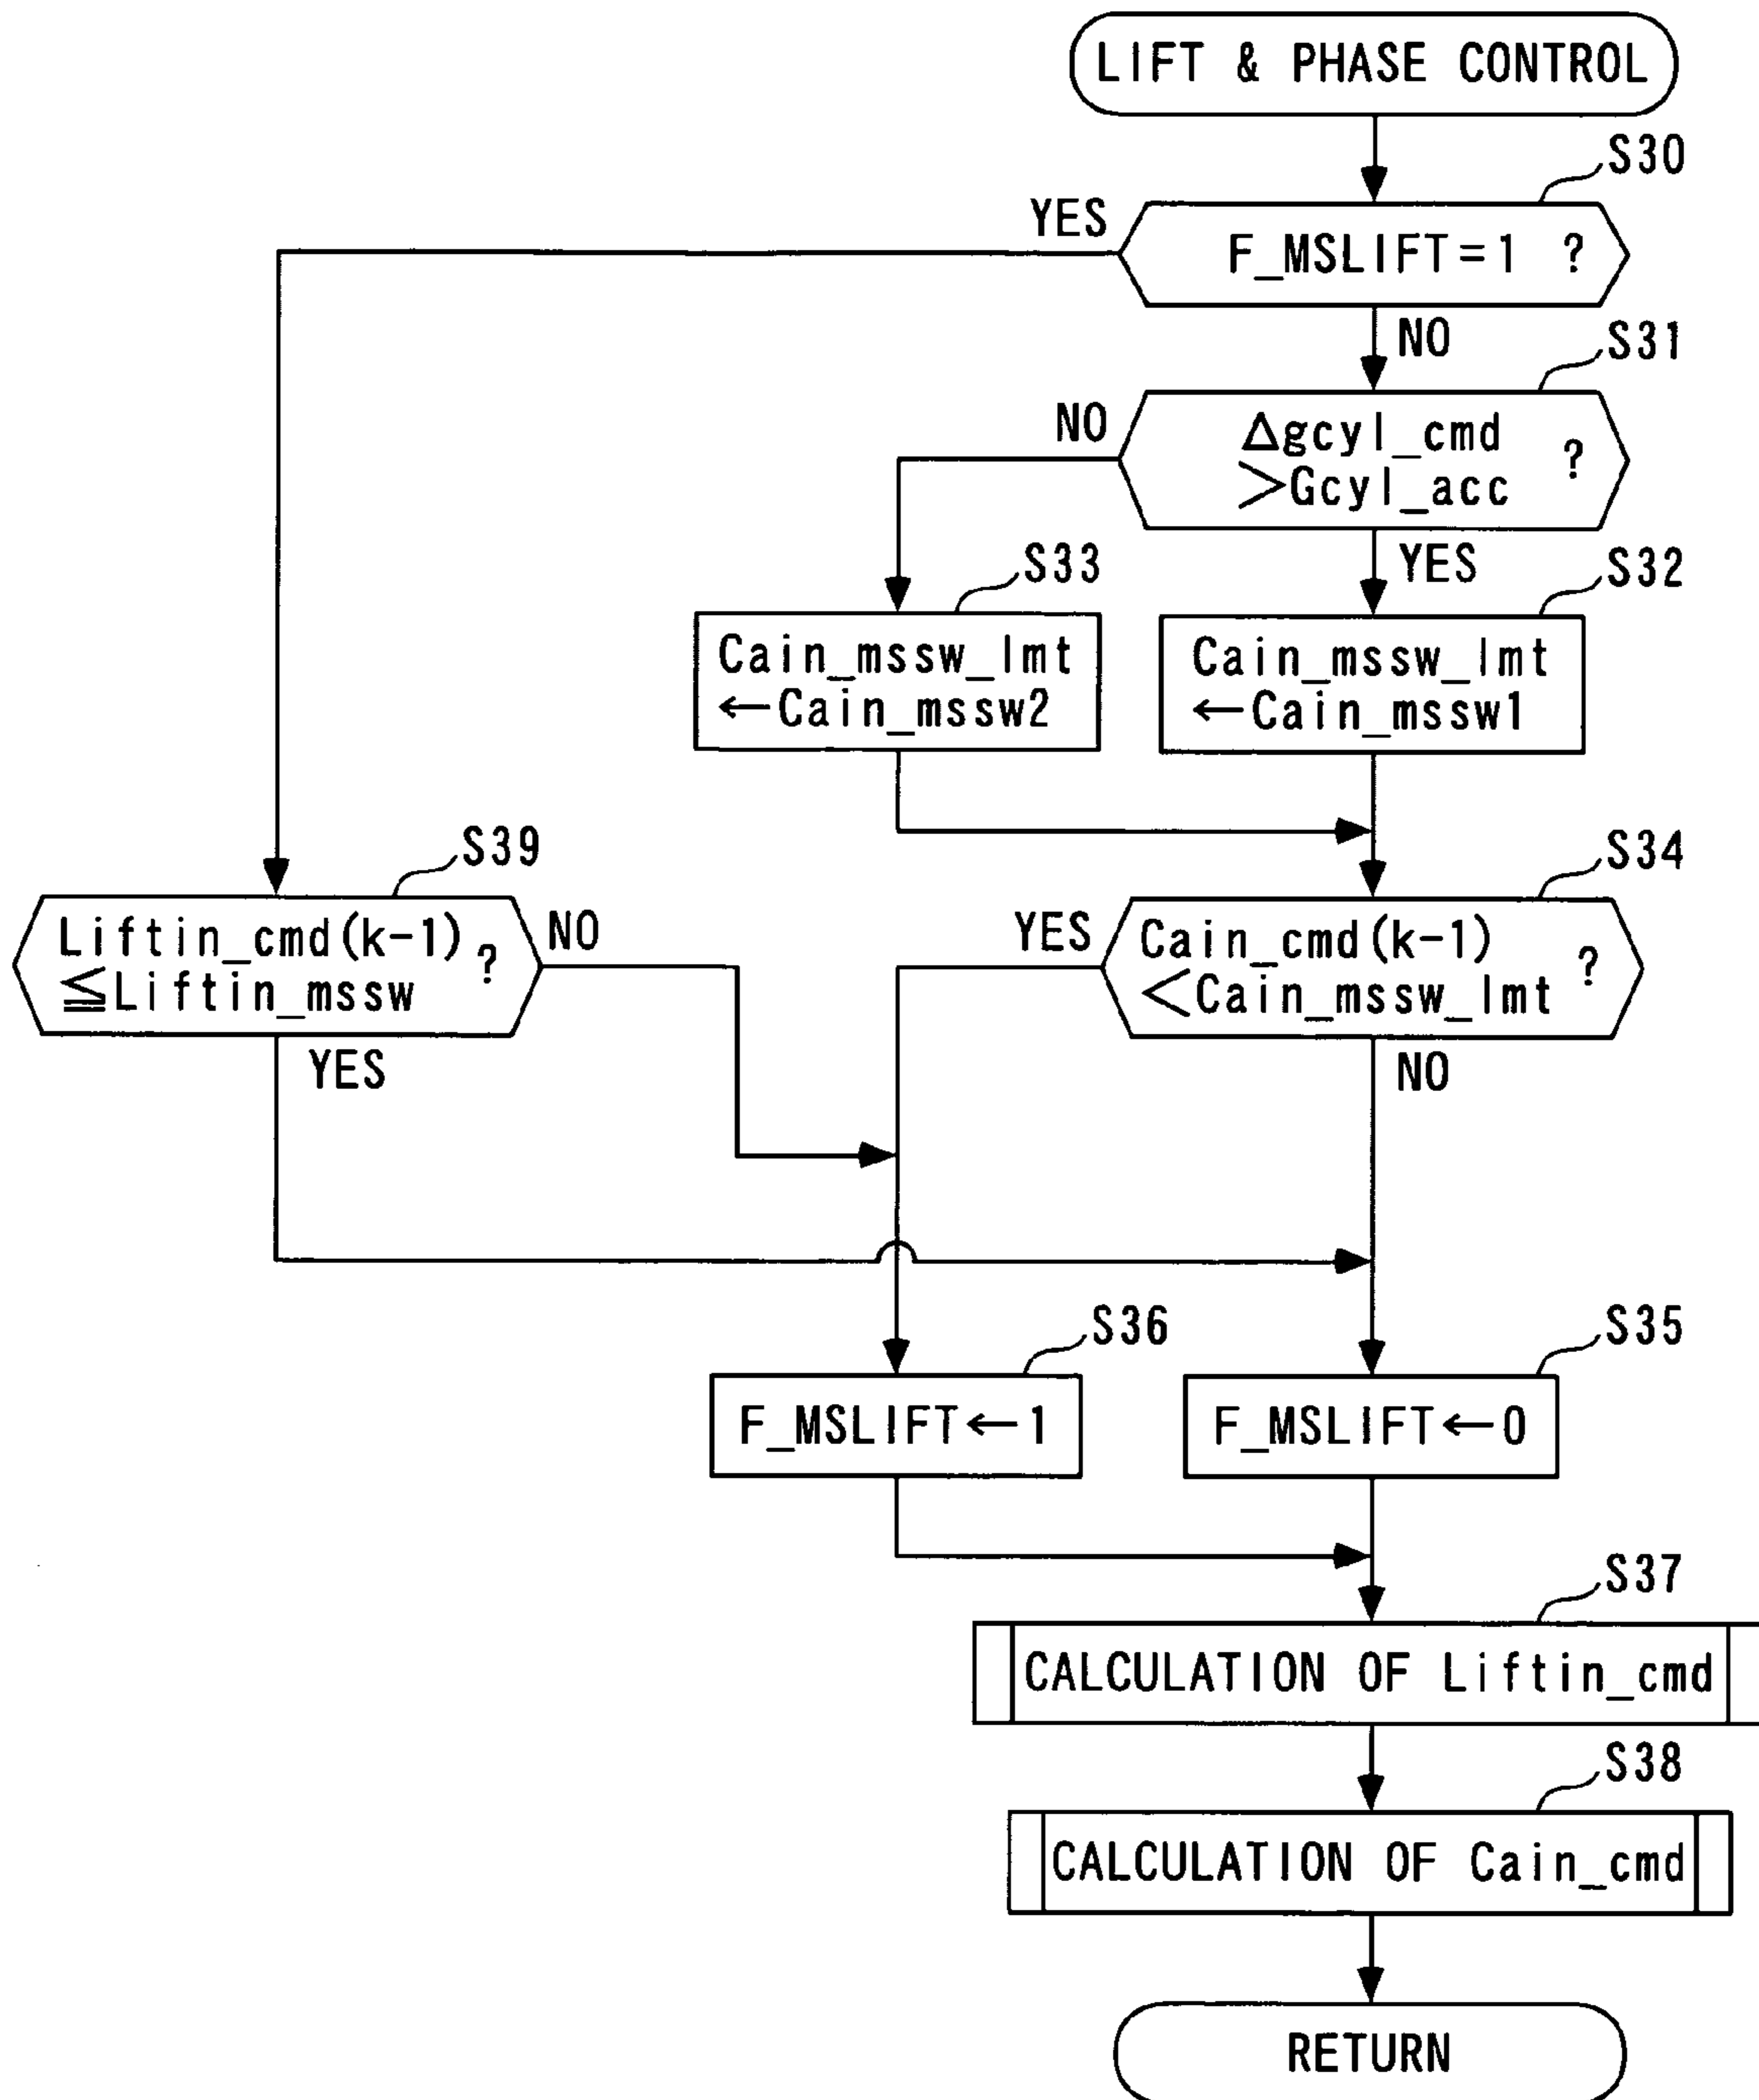 LIFT & PHASE CONTROL
S30
YES
F_MSLIFT=1 ?
NO
S31
NO
Δgcyl_cmd
>Gcyl_acc
?
S33
YES
S32
Cain_mssw_lmt
←Cain_mssw2
Cain_mssw_lmt
←Cain_mssw1
S39
S34
Liftin_cmd(k-1)
≦Liftin_mssw
?
NO
YES
YES
Cain_cmd(k-1)
<Cain_mssw_lmt
?
NO
S36
S35
F_MSLIFT←1
F_MSLIFT←0
S37
CALCULATION OF Liftin_cmd
S38
CALCULATION OF Cain_cmd
RETURN